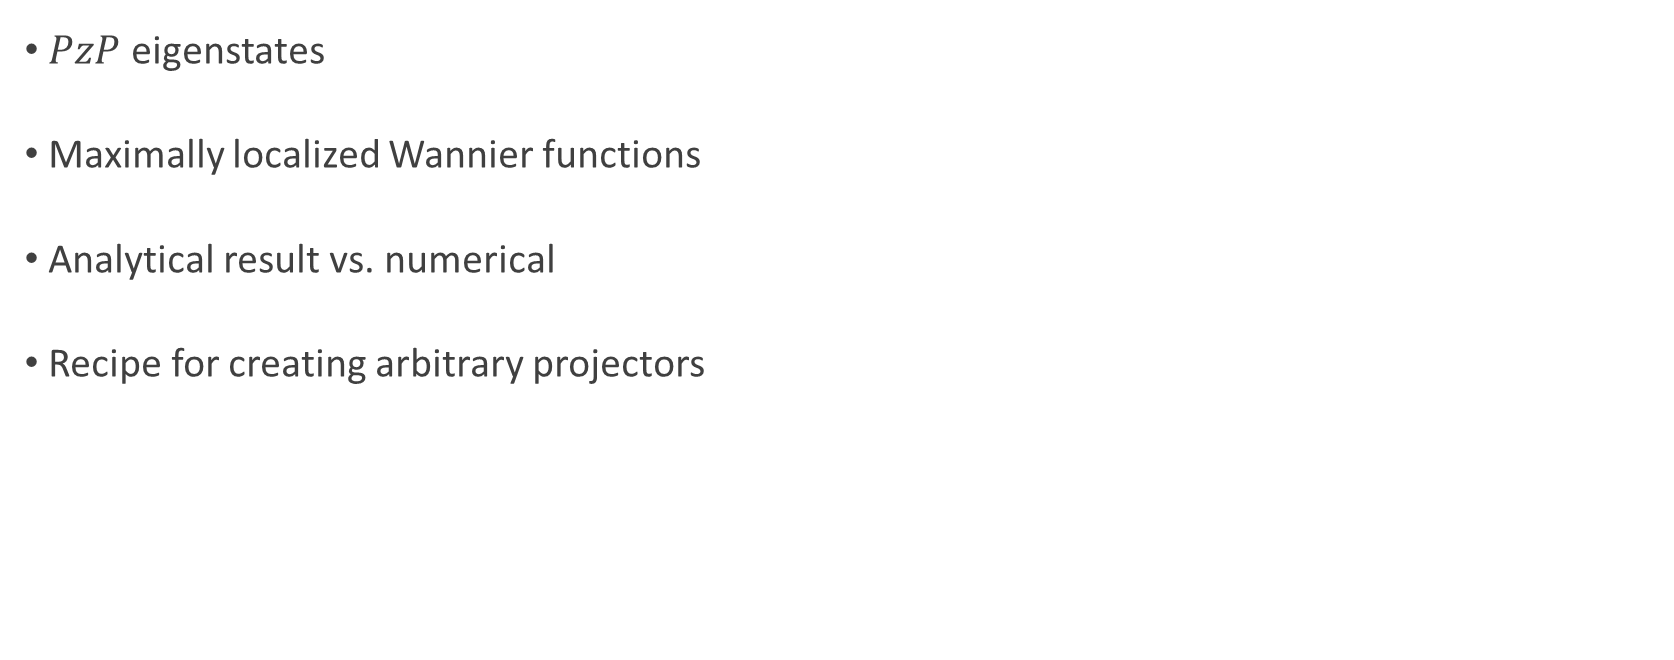 • PzP eigenstates
• Maximally localized Wannier functions
• Analytical result vs. numerical
• Recipe for creating arbitrary projectors